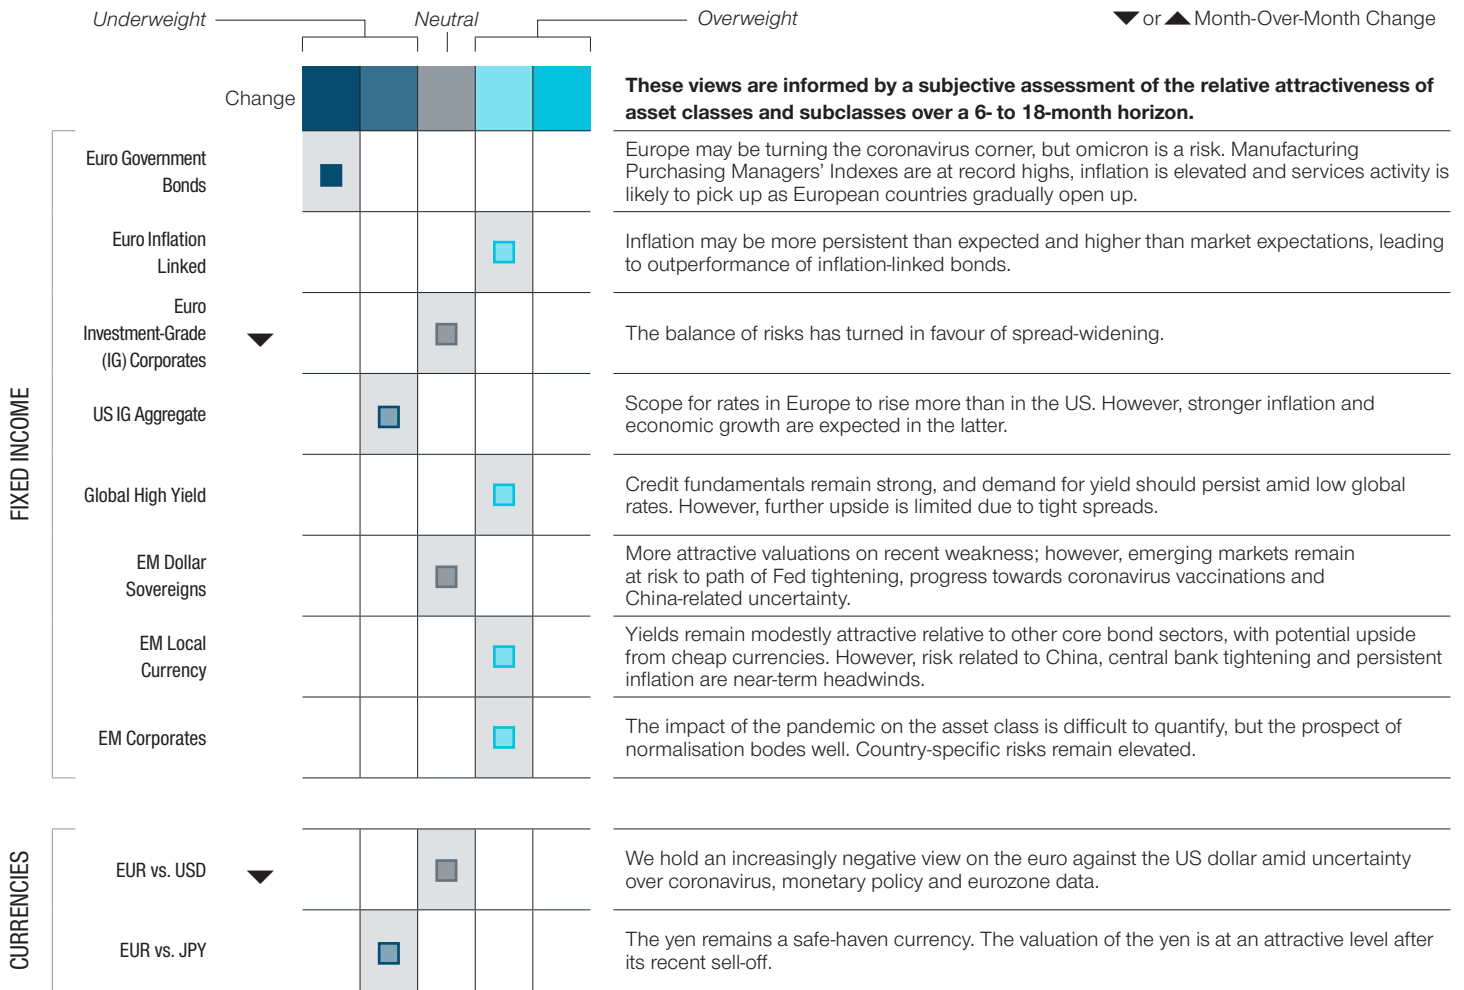 Underweight
Neutral
Overweight
▼ or ▲ Month-Over-Month Change
Change
These views are informed by a subjective assessment of the relative attractiveness of
asset classes and subclasses over a 6- to 18-month horizon.
FIXED INCOME
Euro Government
Bonds
Europe may be turning the coronavirus corner, but omicron is a risk. Manufacturing
Purchasing Managers’ Indexes are at record highs, inflation is elevated and services activity is
likely to pick up as European countries gradually open up.
Euro Inflation
Linked
Inflation may be more persistent than expected and higher than market expectations, leading
to outperformance of inflation-linked bonds.
Euro
Investment-Grade
(IG) Corporates
▼
The balance of risks has turned in favour of spread-widening.
US IG Aggregate
Scope for rates in Europe to rise more than in the US. However, stronger inflation and
economic growth are expected in the latter.
Global High Yield
Credit fundamentals remain strong, and demand for yield should persist amid low global
rates. However, further upside is limited due to tight spreads.
EM Dollar
Sovereigns
More attractive valuations on recent weakness; however, emerging markets remain
at risk to path of Fed tightening, progress towards coronavirus vaccinations and
China-related uncertainty.
EM Local
Currency
Yields remain modestly attractive relative to other core bond sectors, with potential upside
from cheap currencies. However, risk related to China, central bank tightening and persistent
inflation are near-term headwinds.
EM Corporates
The impact of the pandemic on the asset class is difficult to quantify, but the prospect of
normalisation bodes well. Country-specific risks remain elevated.
CURRENCIES
EUR vs. USD
▼
We hold an increasingly negative view on the euro against the US dollar amid uncertainty
over coronavirus, monetary policy and eurozone data.
EUR vs. JPY
The yen remains a safe-haven currency. The valuation of the yen is at an attractive level after
its recent sell-off.